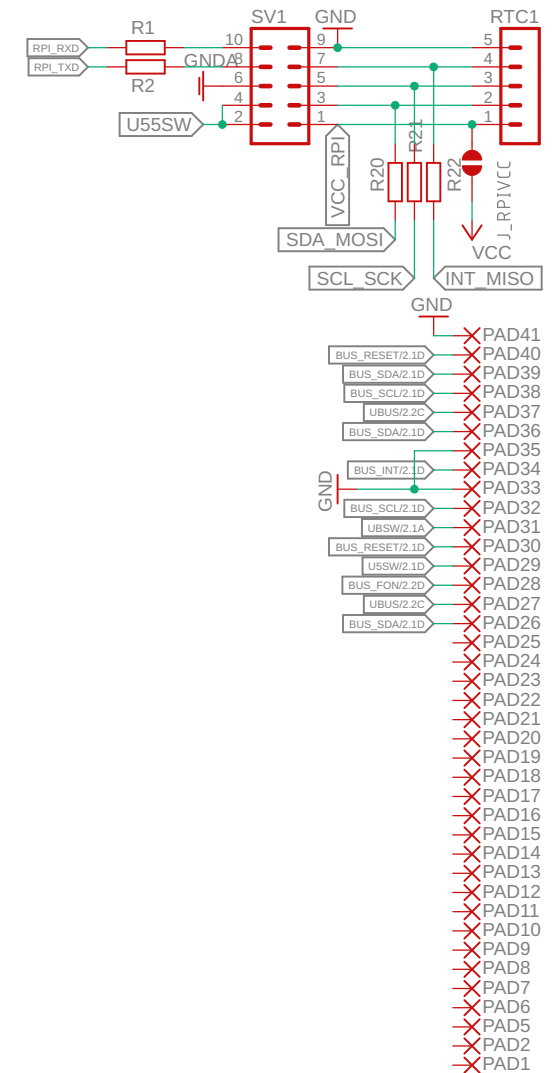 R1
SV1
GND
RTC1
RPI_RXD
10
9
5
RPI_TXD
GNDA
8
7
4
R2
6
5
3
4
3
2
U55SW
2
1
1
VCC_RPI
R20
R21
R22
J_RPIVCC
SDA_MOSI
VCC
SCL_SCK
INT_MISO
GND
PAD41
BUS_RESET/2.1D
PAD40
BUS_SDA/2.1D
PAD39
BUS_SCL/2.1D
PAD38
UBUS/2.2C
PAD37
BUS_SDA/2.1D
PAD36
PAD35
BUS_INT/2.1D
PAD34
GND
PAD33
BUS_SCL/2.1D
PAD32
UBSW/2.1A
PAD31
BUS_RESET/2.1D
PAD30
U5SW/2.1D
PAD29
BUS_FON/2.2D
PAD28
UBUS/2.2C
PAD27
BUS_SDA/2.1D
PAD26
PAD25
PAD24
PAD23
PAD22
PAD21
PAD20
PAD19
PAD18
PAD17
PAD16
PAD15
PAD14
PAD13
PAD12
PAD11
PAD10
PAD9
PAD8
PAD7
PAD6
PAD5
PAD2
PAD1